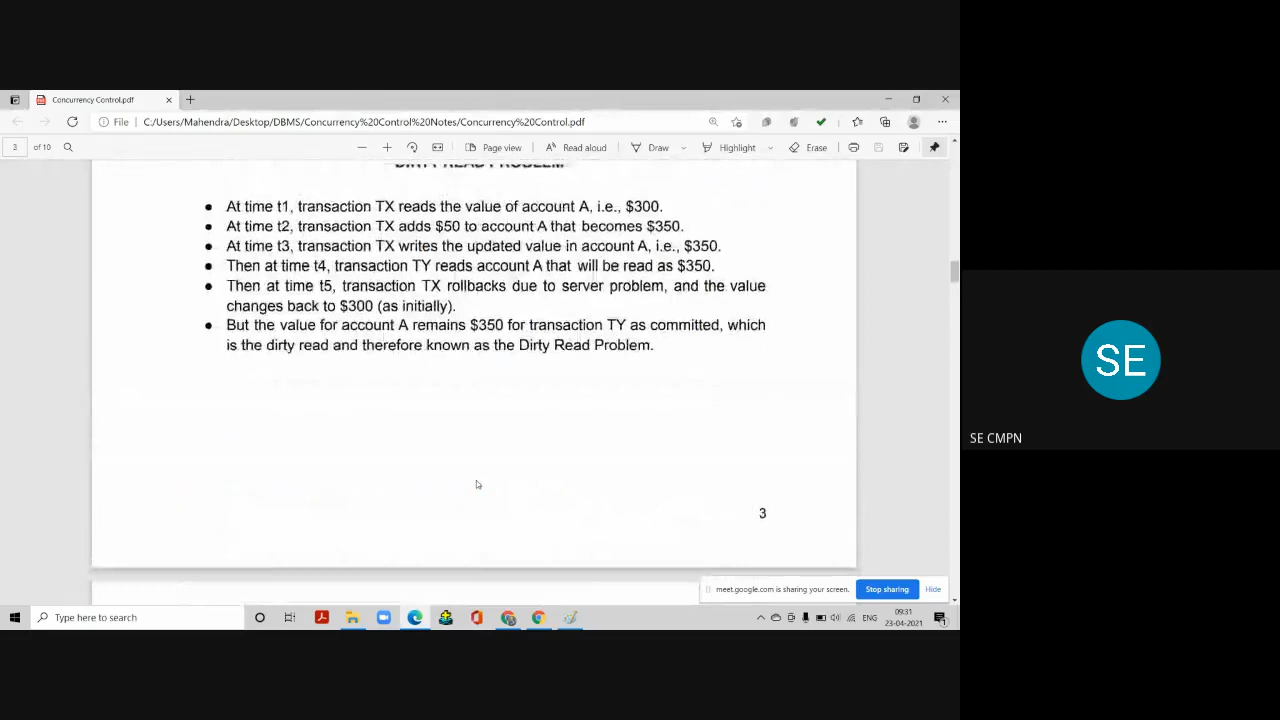 Concurrency Control.pdf
File
C:/Users/Mahendra/Desktop/DBMS/Concurrency%20Control%20Notes/Concurrency%20Control.pdf
3 of 10
Page view
Read aloud
Draw
Highlight
Erase
DIRTY READ PROBLEM
• At time t1, transaction TX reads the value of account A, i.e., $300.
• At time t2, transaction TX adds $50 to account A that becomes $350.
• At time t3, transaction TX writes the updated value in account A, i.e., $350.
• Then at time t4, transaction TY reads account A that will be read as $350.
• Then at time t5, transaction TX rollbacks due to server problem, and the value
changes back to $300 (as initially).
• But the value for account A remains $350 for transaction TY as committed, which
is the dirty read and therefore known as the Dirty Read Problem.
3
SE
SE CMPN
meet.google.com is sharing your screen.
Stop sharing
Hide
Type here to search
ENG
09:31
23-04-2021